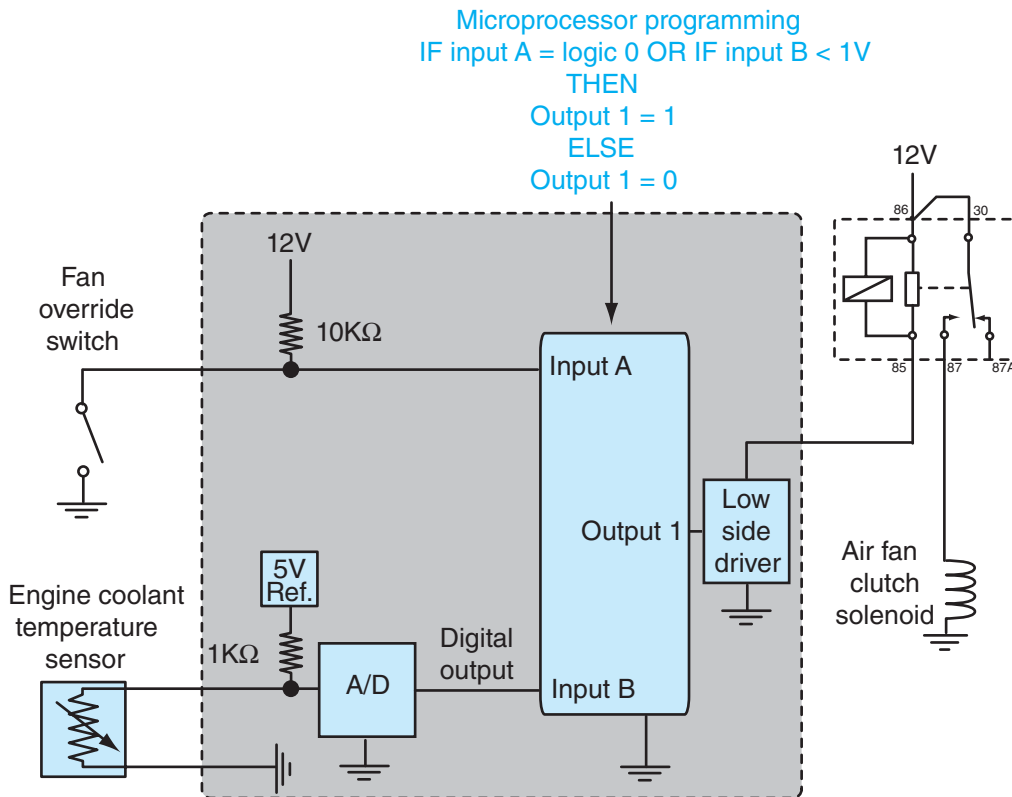 Microprocessor programming
IF input A = logic 0 OR IF input B < 1V
THEN
Output 1 = 1
ELSE
Output 1 = 0
12V
86
30
12V
Fan
override
switch
10KΩ
Input A
85
87
87A
Output 1
Low
side
driver
5V
Ref.
Air fan
clutch
solenoid
Engine coolant
temperature
sensor
1KΩ
A/D
Digital
output
Input B